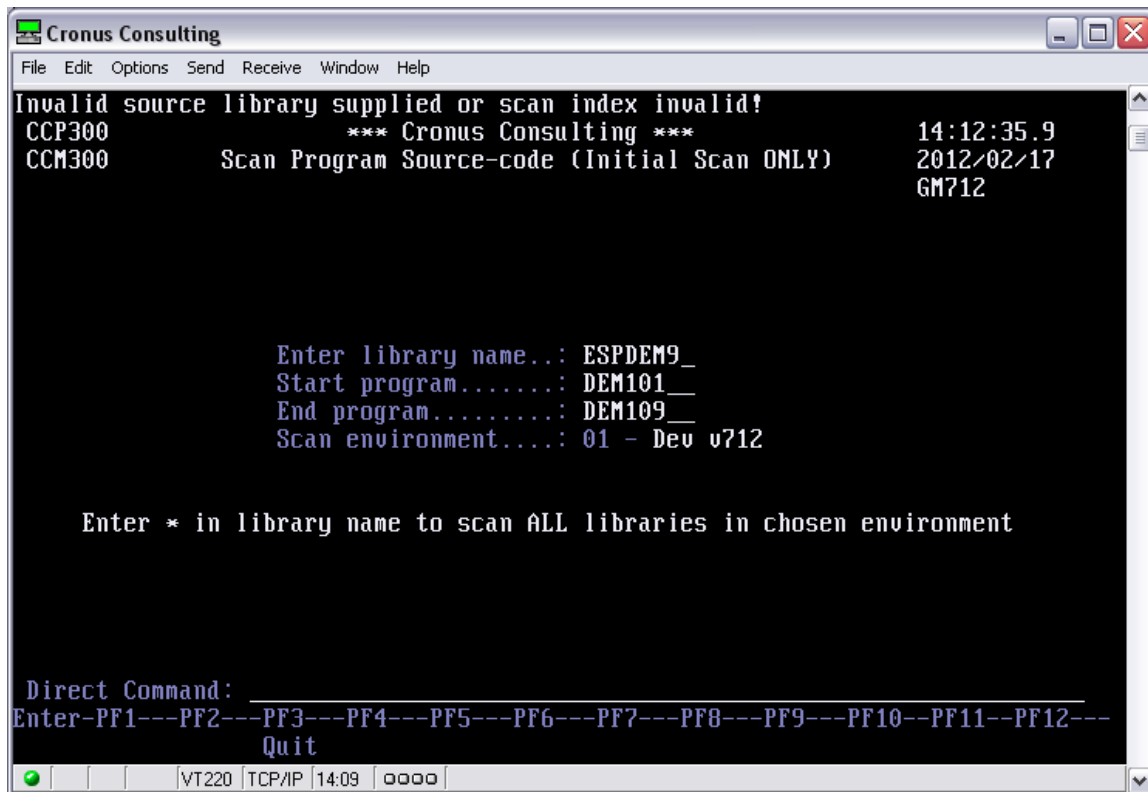 Cronus Consulting
File Edit Options Send Receive Window Help
Invalid source library supplied or scan index invalid!
CCP300 *** Cronus Consulting *** 14:12:35.9
CCM300 Scan Program Source-code (Initial Scan ONLY) 2012/02/17
GM712
Enter library name..: ESPDEM9_
Start program.......: DEM101__
End program.........: DEM109__
Scan environment....: 01 - Dev v712
Enter * in library name to scan ALL libraries in chosen environment
Direct Command: ____________________________________________________________
Enter-PF1---PF2---PF3---PF4---PF5---PF6---PF7---PF8---PF9---PF10--PF11--PF12---
Quit
VT220 TCP/IP 14:09